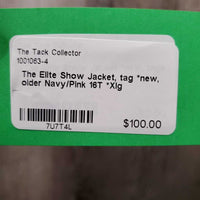 The Tack Collector
1001063-4
The Elite Show Jacket, tag *new,
older Navy/Pink 16T *Xlg
7U7T4L
$100.00